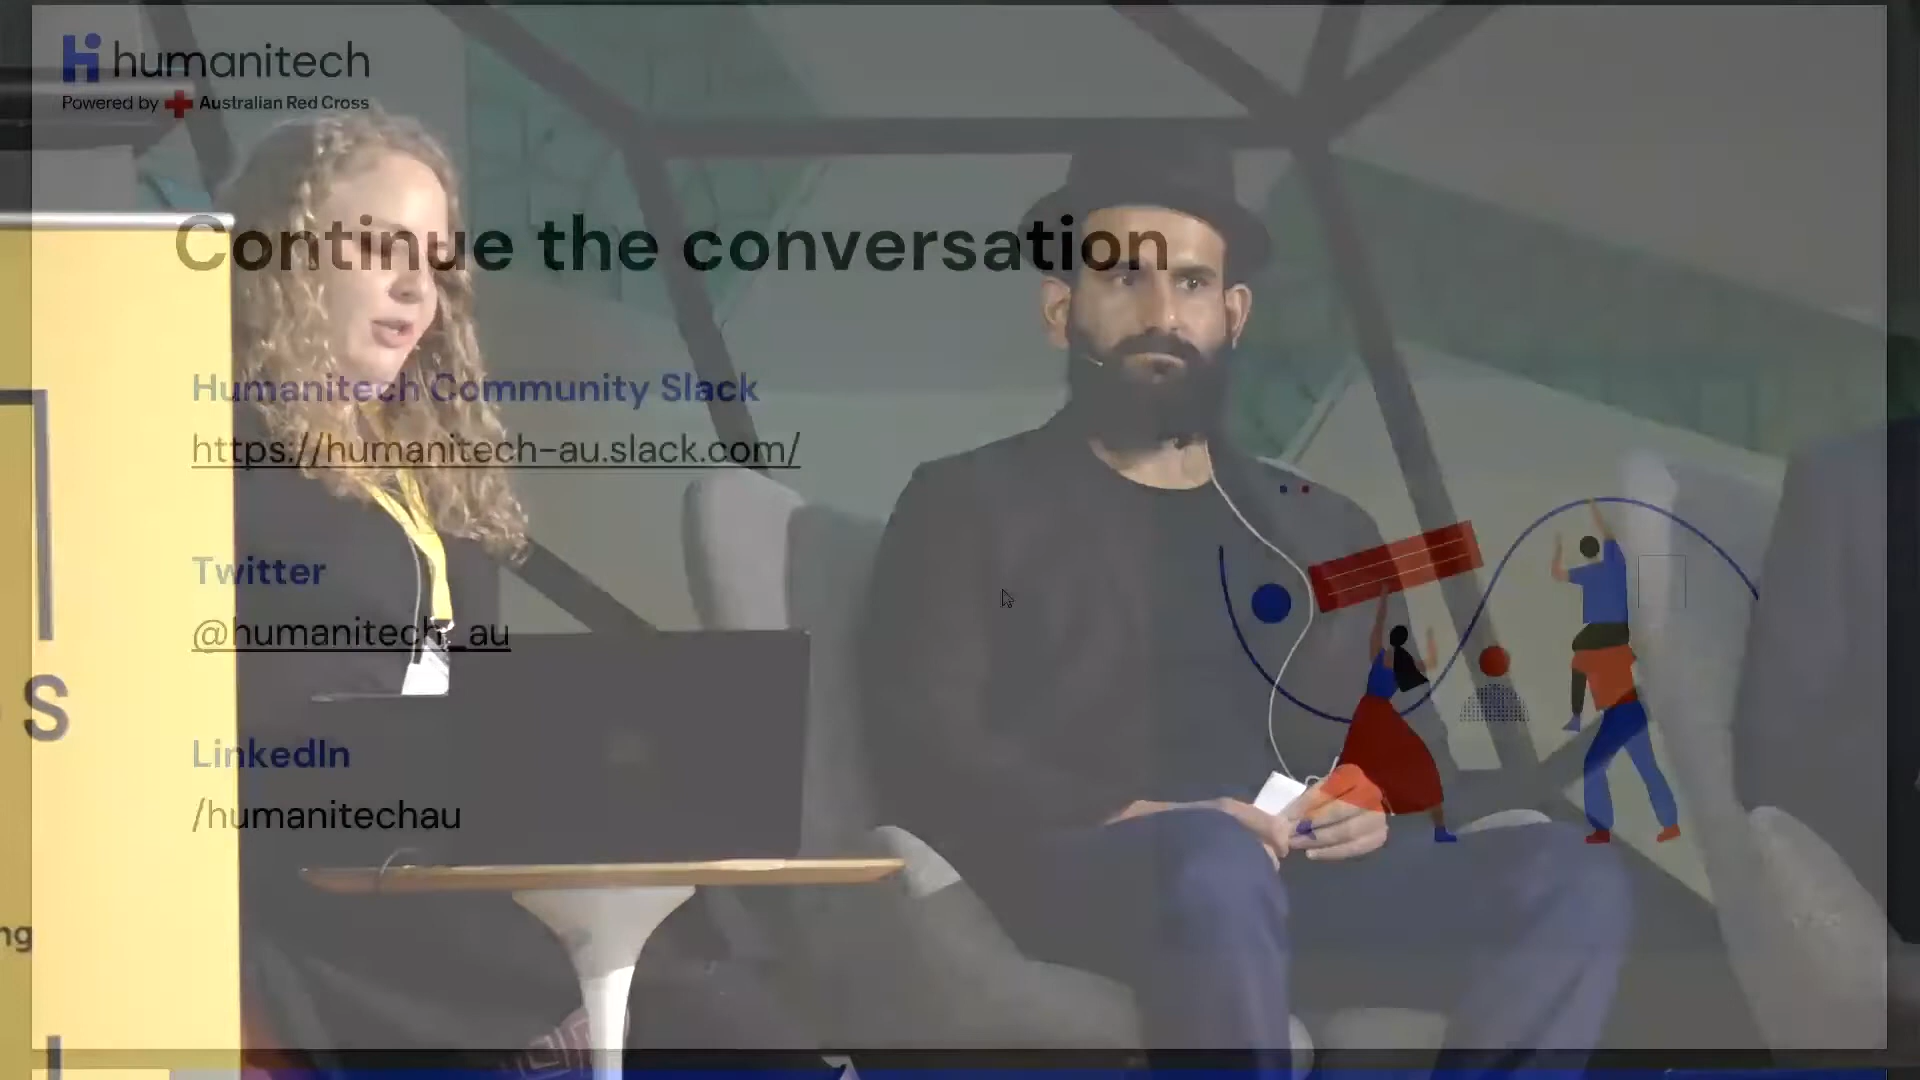 humanitech
Powered by Australian Red Cross
Continue the conversation
Humanitech Community Slack
https://humanitech-au.slack.com/
Twitter
@humanitech_au
S
LinkedIn
/humanitechau
ng